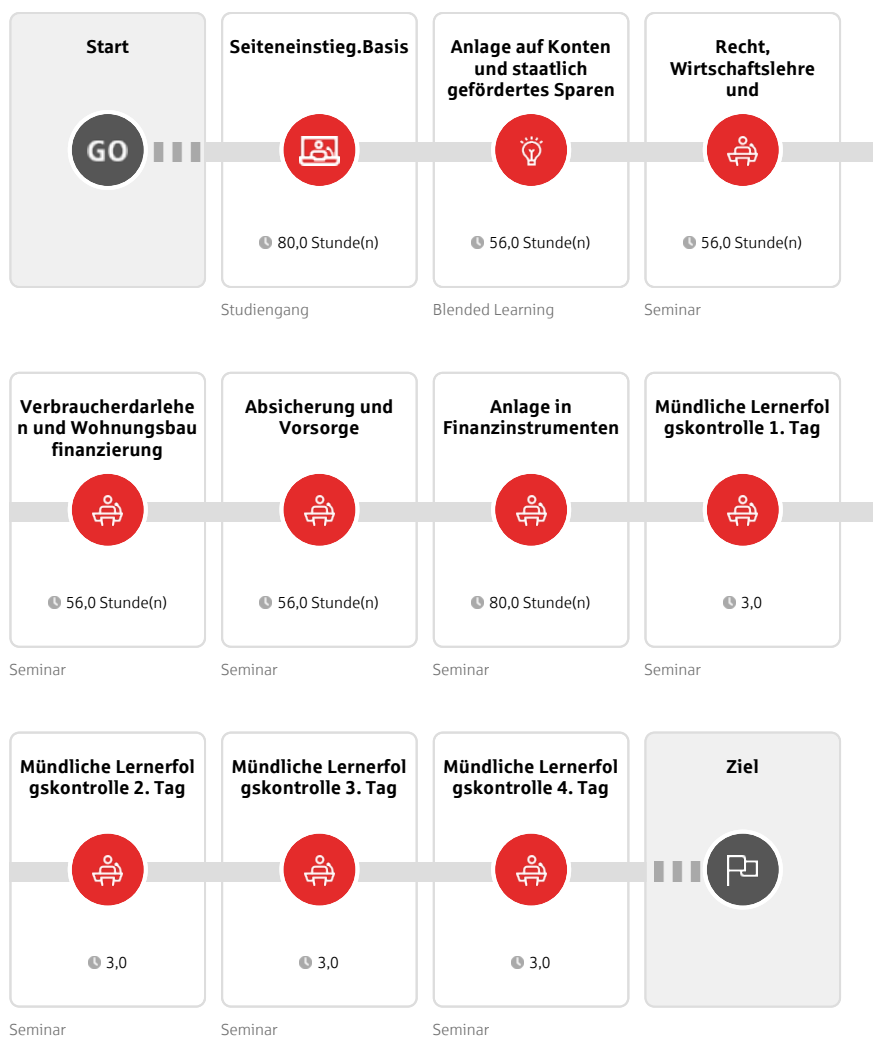 Start
GO
Seiteneinstieg.Basis
80,0 Stunde(n)
Studiengang
Anlage auf Konten
und staatlich
gefördertes Sparen
56,0 Stunde(n)
Blended Learning
Recht,
Wirtschaftslehre
und
56,0 Stunde(n)
Seminar
Verbraucherdarlehe
n und Wohnungsbau
finanzierung
56,0 Stunde(n)
Seminar
Absicherung und
Vorsorge
56,0 Stunde(n)
Seminar
Anlage in
Finanzinstrumenten
80,0 Stunde(n)
Seminar
Mündliche Lernerfol
gskontrolle 1. Tag
3,0
Seminar
Mündliche Lernerfol
gskontrolle 2. Tag
3,0
Seminar
Mündliche Lernerfol
gskontrolle 3. Tag
3,0
Seminar
Mündliche Lernerfol
gskontrolle 4. Tag
3,0
Seminar
Ziel